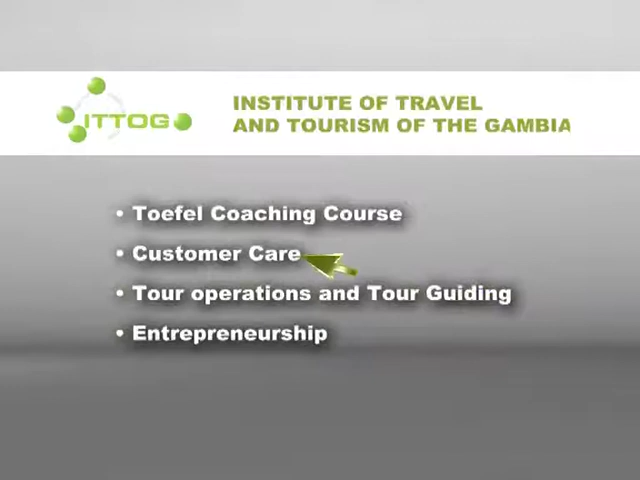 ITTOG
INSTITUTE OF TRAVEL
AND TOURISM OF THE GAMBIA
• Toefel Coaching Course
• Customer Care
• Tour operations and Tour Guiding
• Entrepreneurship